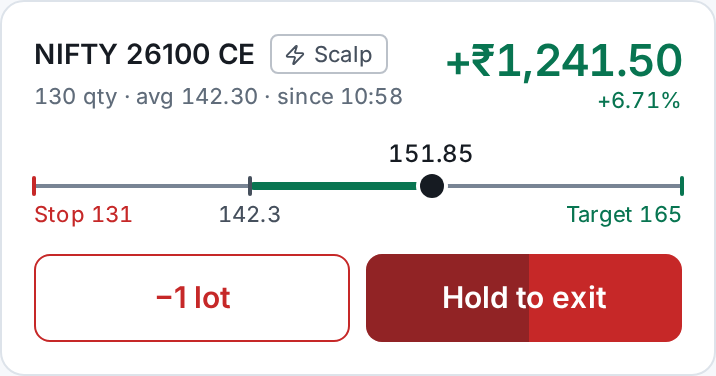 NIFTY 26100 CE Scalp +₹1,241.50
130 qty · avg 142.30 · since 10:58 +6.71%
151.85
Stop 131 142.3 Target 165
−1 lot Hold to exit